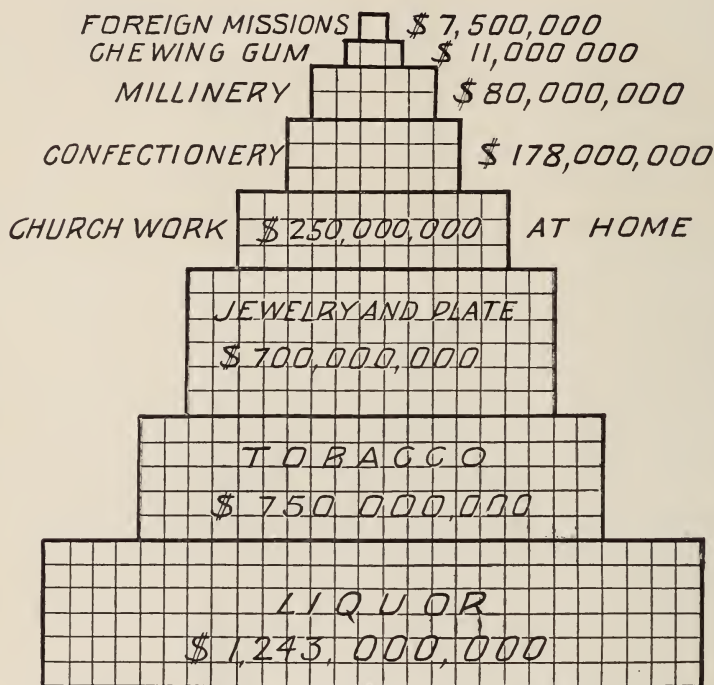 FOREIGN MISSIONS $7,500,000
CHEWING GUM $ 11,000 000
MILLINERY $80,000,000
CONFECTIONERY $ 178,000,000
CHURCH WORK $ 250,000,000 AT HOME
JEWELRY AND PLATE
$ 700,000,000
TOBACCO
$ 750 000,000
LIQUOR
$ 1,243,000,000